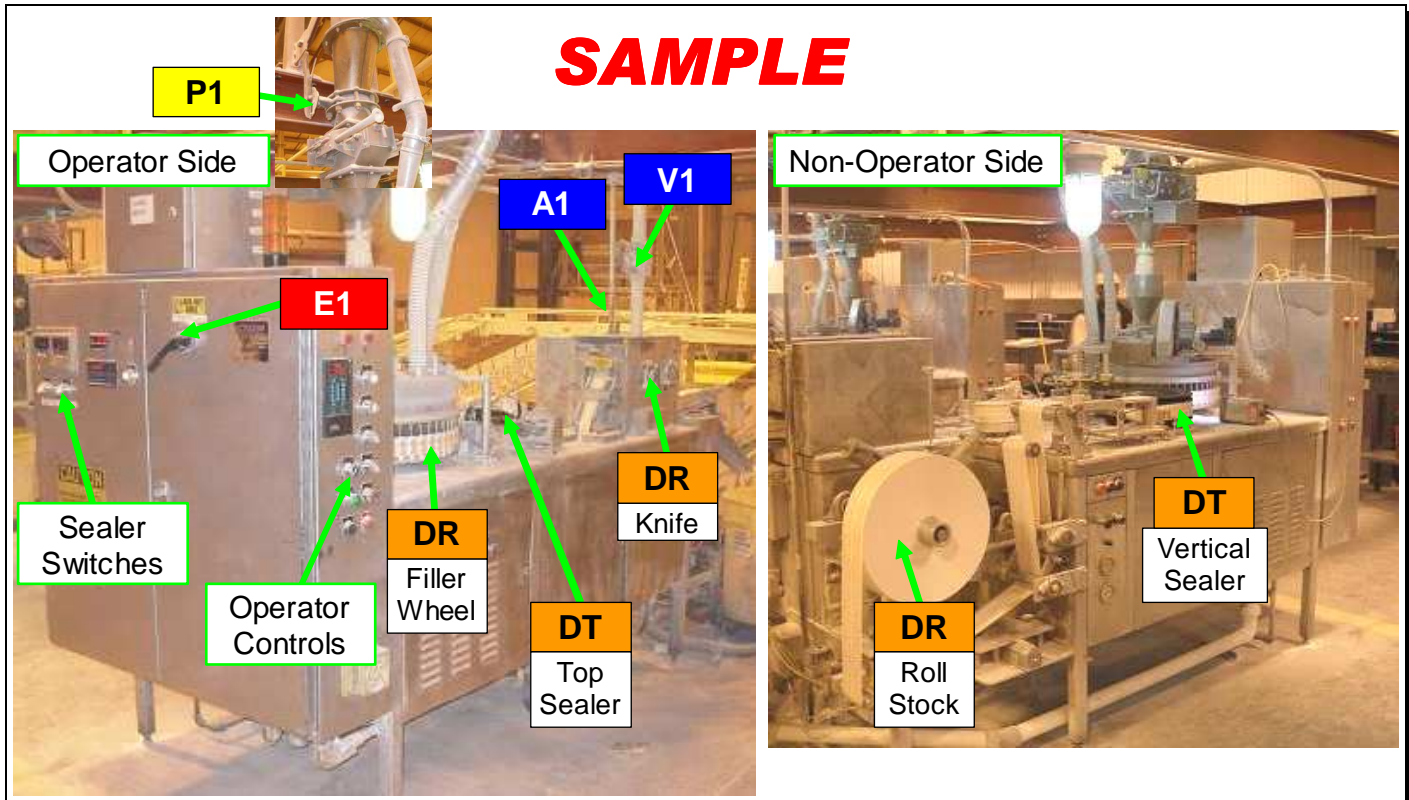 SAMPLE
P1
Operator Side
A1
V1
E1
Sealer
Switches
CAUTION
Operator
Controls
DR
Filler
Wheel
DT
Top
Sealer
DR
Knife
Non-Operator Side
DR
Roll
Stock
DT
Vertical
Sealer